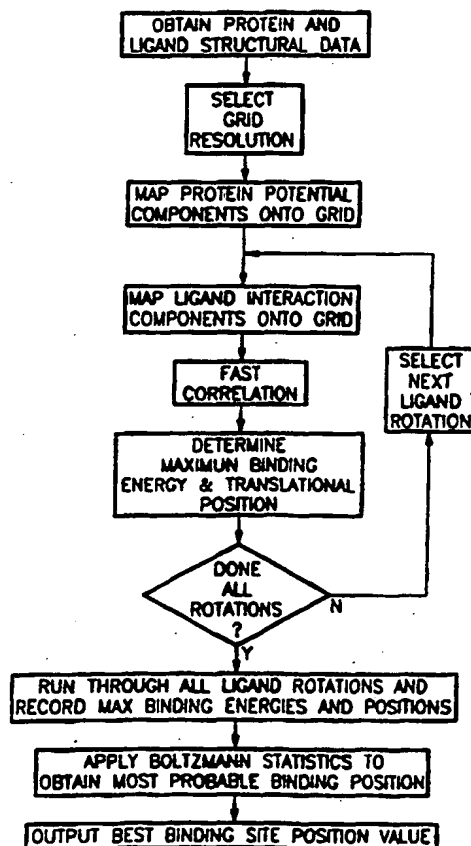 OBTAIN PROTEIN AND
LIGAND STRUCTURAL DATA
SELECT
GRID
RESOLUTION
MAP PROTEIN POTENTIAL
COMPONENTS ONTO GRID
MAP LIGAND INTERACTION
COMPONENTS ONTO GRID
FAST
CORRELATION
SELECT
NEXT
LIGAND
ROTATION
DETERMINE
MAXIMUN BINDING
ENERGY & TRANSLATIONAL
POSITION
DONE
ALL
ROTATIONS
?
N
Y
RUN THROUGH ALL LIGAND ROTATIONS AND
RECORD MAX BINDING ENERGIES AND POSITIONS
APPLY BOLTZMANN STATISTICS TO
OBTAIN MOST PROBABLE BINDING POSITION
OUTPUT BEST BINDING SITE POSITION VALUE